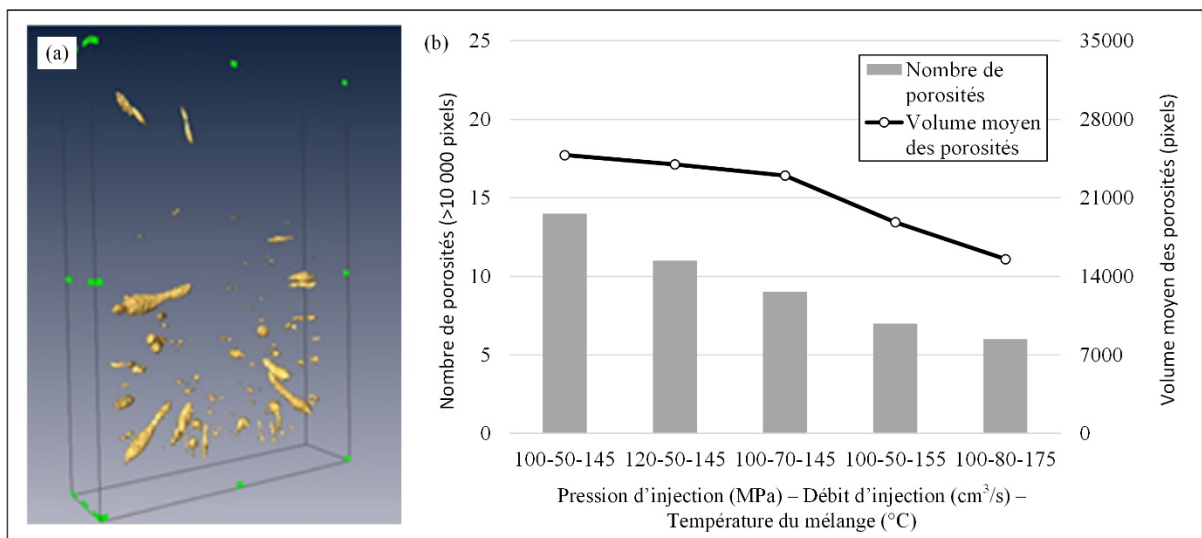 (a)
(b)
Nombre de porosités (>10 000 pixels)
25
20
15
10
5
0
Nombre de
porosités
Volume moyen
des porosités
35000
28000
21000
14000
7000
0
Volume moyen des porosités (pixels)
100-50-145 120-50-145 100-70-145 100-50-155 100-80-175
Pression d’injection (MPa) – Débit d’injection (cm³/s) –
Température du mélange (°C)